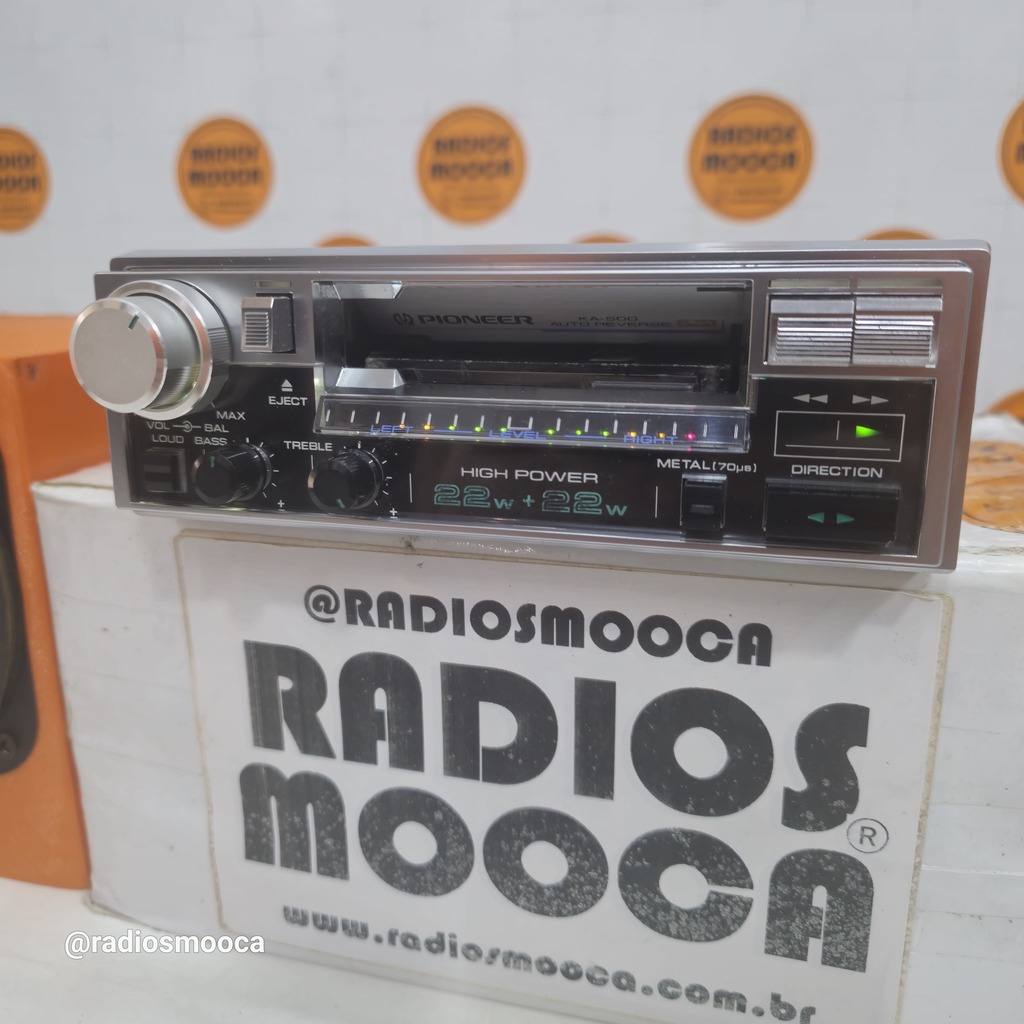 RADIOS
MOOCA
RADIOS
MOOCA
RADIOS
MOOCA
PIONEER
KA-500
AUTO REVERSE
EJECT
MAX
VOL BAL
LOUD BASS
TREBLE
LEFT LEVEL RIGHT
HIGH POWER
22W + 22W
METAL(70µs)
DIRECTION
@RADIOSMOOCA
RADIOS
MOOCA®
www.radiosmooca.com.br
@radiosmooca